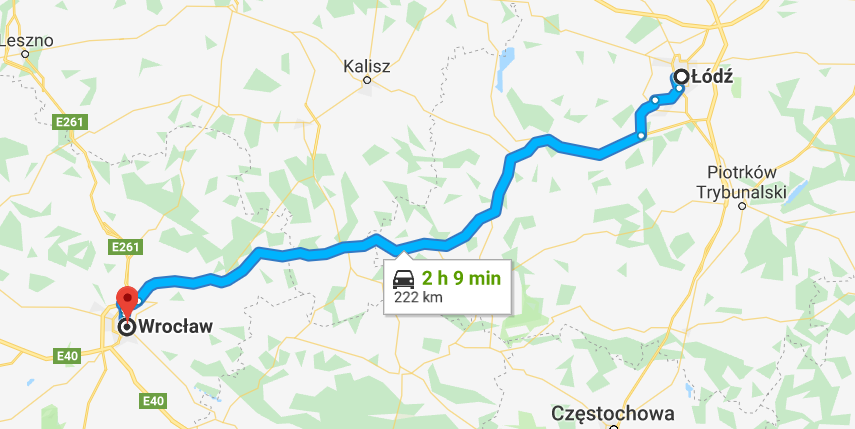 Leszno
Kalisz
Łódź
E261
Piotrków
Trybunalski
E261
2 h 9 min
222 km
Wrocław
E40
E40
Częstochowa